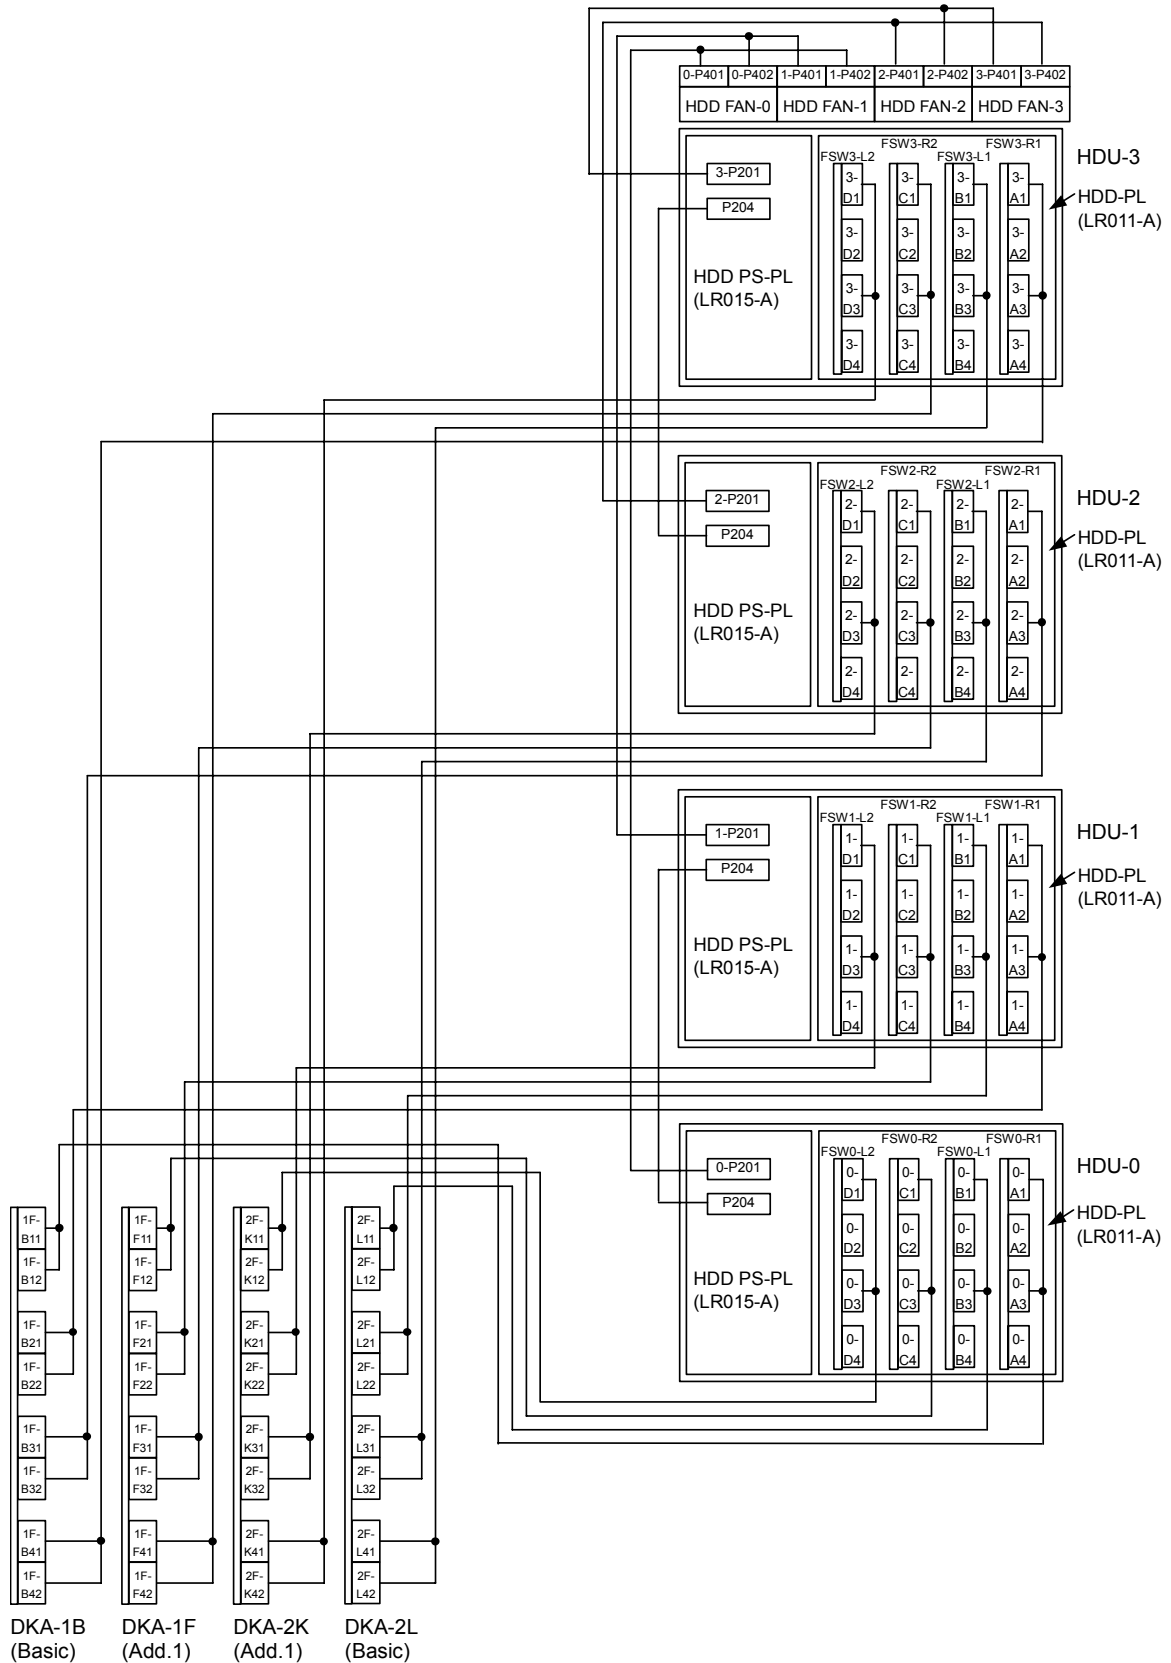 0-P401 0-P402 1-P401 1-P402 2-P401 2-P402 3-P401 3-P402
HDD FAN-0 HDD FAN-1 HDD FAN-2 HDD FAN-3
FSW3-R2 FSW3-R1
FSW3-L2 FSW3-L1
HDU-3
3-P201
P204
HDD PS-PL
(LR015-A)
3- 3- 3- 3-
D1 C1 B1 A1
3- 3- 3- 3-
D2 C2 B2 A2
3- 3- 3- 3-
D3 C3 B3 A3
3- 3- 3- 3-
D4 C4 B4 A4
HDD-PL
(LR011-A)
FSW2-R2 FSW2-R1
FSW2-L2 FSW2-L1
HDU-2
2-P201
P204
HDD PS-PL
(LR015-A)
2- 2- 2- 2-
D1 C1 B1 A1
2- 2- 2- 2-
D2 C2 B2 A2
2- 2- 2- 2-
D3 C3 B3 A3
2- 2- 2- 2-
D4 C4 B4 A4
HDD-PL
(LR011-A)
FSW1-R2 FSW1-R1
FSW1-L2 FSW1-L1
HDU-1
1-P201
P204
HDD PS-PL
(LR015-A)
1- 1- 1- 1-
D1 C1 B1 A1
1- 1- 1- 1-
D2 C2 B2 A2
1- 1- 1- 1-
D3 C3 B3 A3
1- 1- 1- 1-
D4 C4 B4 A4
HDD-PL
(LR011-A)
FSW0-R2 FSW0-R1
FSW0-L2 FSW0-L1
HDU-0
0-P201
P204
HDD PS-PL
(LR015-A)
0- 0- 0- 0-
D1 C1 B1 A1
0- 0- 0- 0-
D2 C2 B2 A2
0- 0- 0- 0-
D3 C3 B3 A3
0- 0- 0- 0-
D4 C4 B4 A4
HDD-PL
(LR011-A)
1F- 1F- 2F- 2F-
B11 F11 K11 L11
1F- 1F- 2F- 2F-
B12 F12 K12 L12
1F- 1F- 2F- 2F-
B21 F21 K21 L21
1F- 1F- 2F- 2F-
B22 F22 K22 L22
1F- 1F- 2F- 2F-
B31 F31 K31 L31
1F- 1F- 2F- 2F-
B32 F32 K32 L32
1F- 1F- 2F- 2F-
B41 F41 K41 L41
1F- 1F- 2F- 2F-
B42 F42 K42 L42
DKA-1B DKA-1F DKA-2K DKA-2L
(Basic) (Add.1) (Add.1) (Basic)